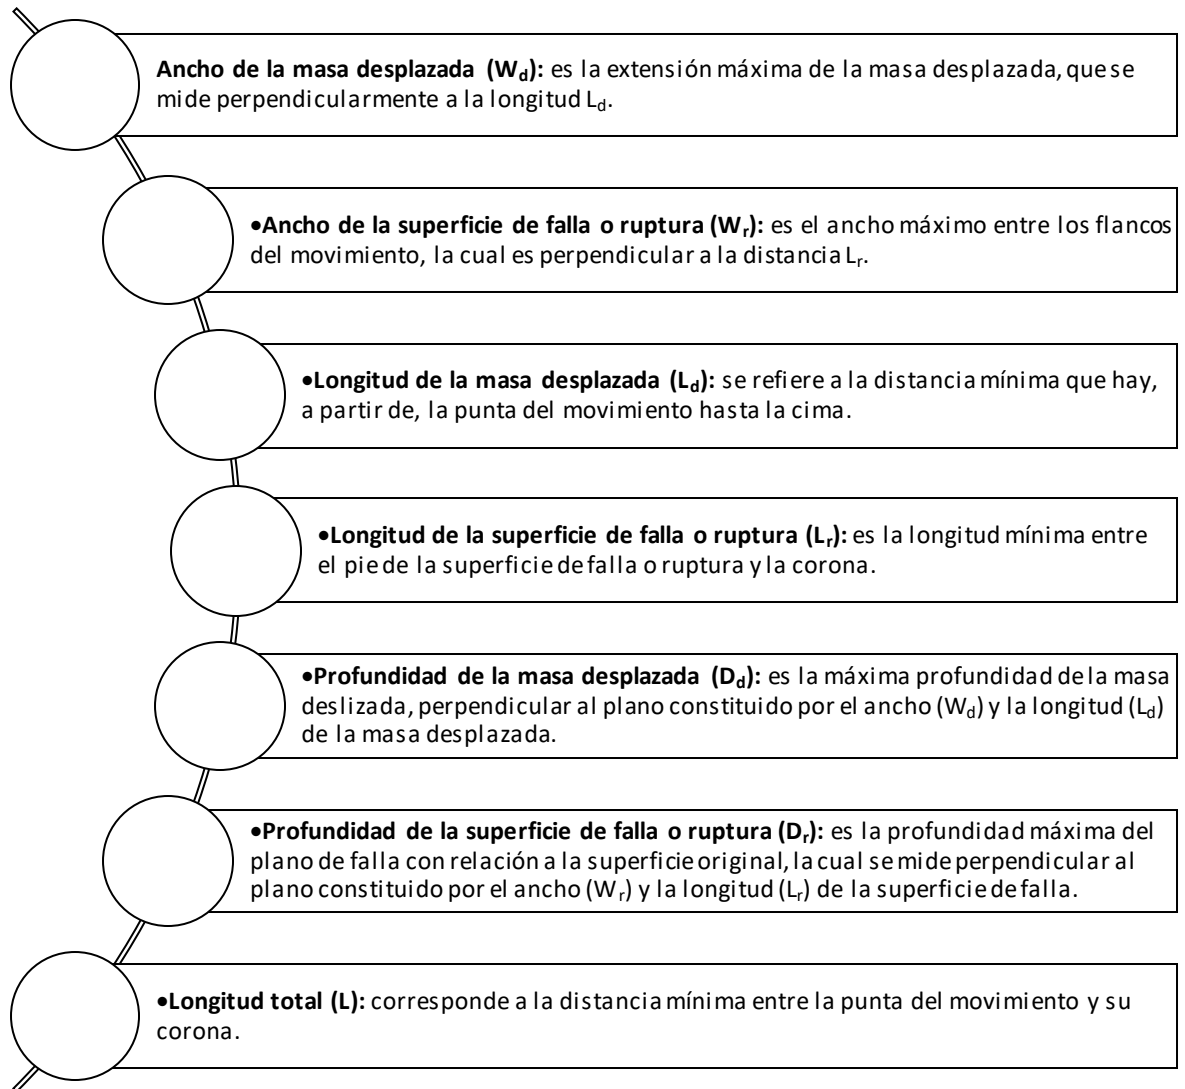 Ancho de la masa desplazada (Wd): es la extensión máxima de la masa desplazada, que se
mide perpendicularmente a la longitud Ld.
•Ancho de la superficie de falla o ruptura (Wr): es el ancho máximo entre los flancos
del movimiento, la cual es perpendicular a la distancia Lr.
•Longitud de la masa desplazada (Ld): se refiere a la distancia mínima que hay,
a partir de, la punta del movimiento hasta la cima.
•Longitud de la superficie de falla o ruptura (Lr): es la longitud mínima entre
el pie de la superficie de falla o ruptura y la corona.
•Profundidad de la masa desplazada (Dd): es la máxima profundidad de la masa
deslizada, perpendicular al plano constituido por el ancho (Wd) y la longitud (Ld)
de la masa desplazada.
•Profundidad de la superficie de falla o ruptura (Dr): es la profundidad máxima del
plano de falla con relación a la superficie original, la cual se mide perpendicular al
plano constituido por el ancho (Wr) y la longitud (Lr) de la superficie de falla.
•Longitud total (L): corresponde a la distancia mínima entre la punta del movimiento y su
corona.